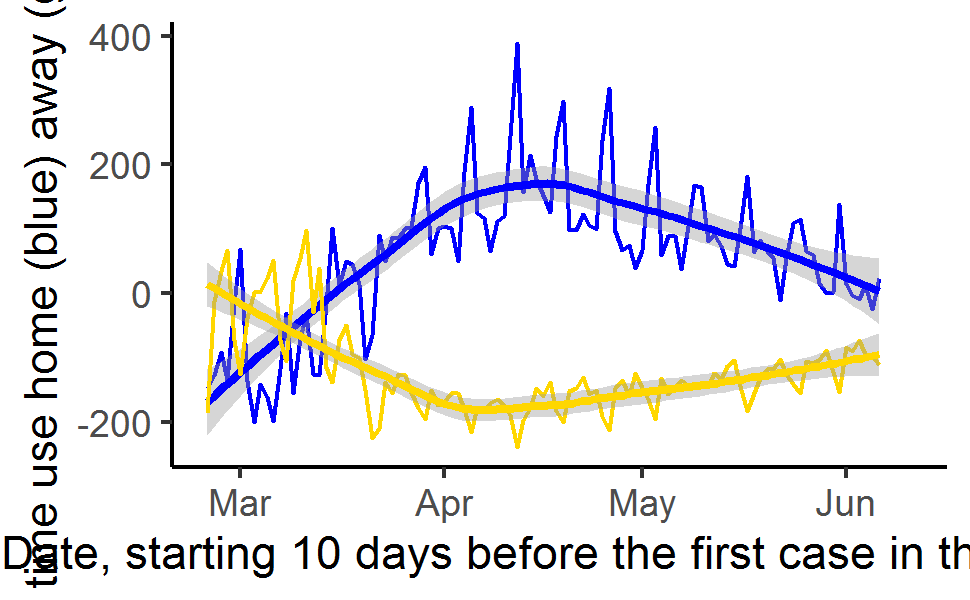 time use home (blue) away (
400
200
0
-200
Mar Apr May Jun
Date, starting 10 days before the first case in th